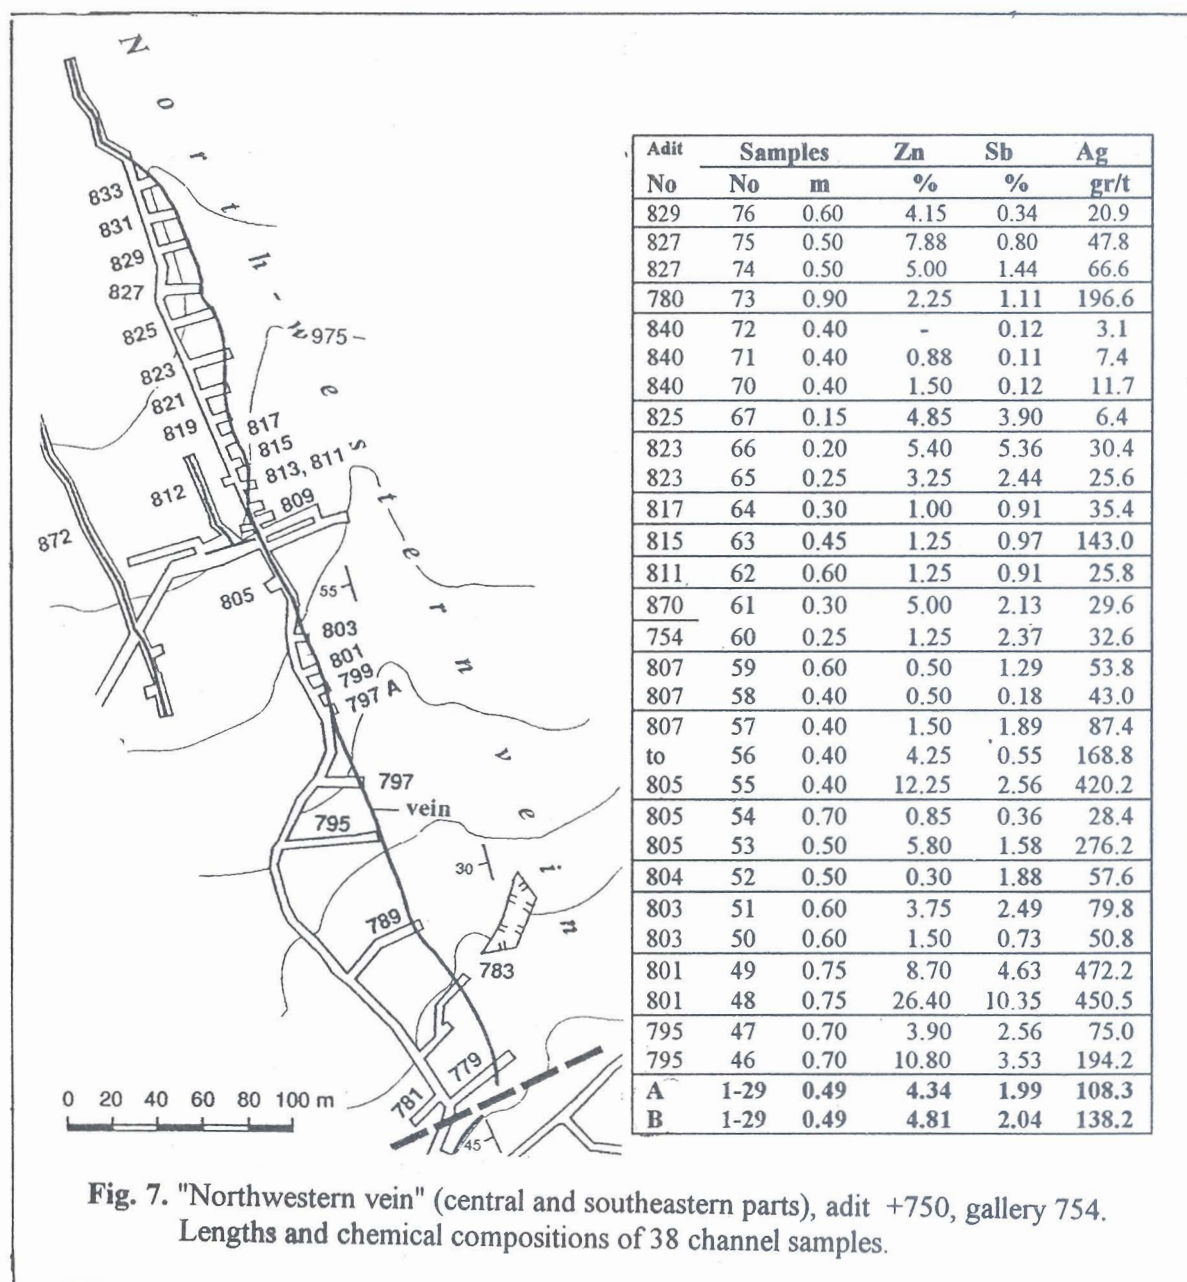 Northwestern vein
833
831
829
827
825
975
823
821
819
817
815
813, 811
812
809
872
805
55
803
801
799
797 A
797
vein
795
30
789
783
779
781
45
0 20 40 60 80 100 m
Adit Samples Zn Sb Ag
No No m % % gr/t
829 76 0.60 4.15 0.34 20.9
827 75 0.50 7.88 0.80 47.8
827 74 0.50 5.00 1.44 66.6
780 73 0.90 2.25 1.11 196.6
840 72 0.40 - 0.12 3.1
840 71 0.40 0.88 0.11 7.4
840 70 0.40 1.50 0.12 11.7
825 67 0.15 4.85 3.90 6.4
823 66 0.20 5.40 5.36 30.4
823 65 0.25 3.25 2.44 25.6
817 64 0.30 1.00 0.91 35.4
815 63 0.45 1.25 0.97 143.0
811 62 0.60 1.25 0.91 25.8
870 61 0.30 5.00 2.13 29.6
754 60 0.25 1.25 2.37 32.6
807 59 0.60 0.50 1.29 53.8
807 58 0.40 0.50 0.18 43.0
807 57 0.40 1.50 1.89 87.4
to 56 0.40 4.25 0.55 168.8
805 55 0.40 12.25 2.56 420.2
805 54 0.70 0.85 0.36 28.4
805 53 0.50 5.80 1.58 276.2
804 52 0.50 0.30 1.88 57.6
803 51 0.60 3.75 2.49 79.8
803 50 0.60 1.50 0.73 50.8
801 49 0.75 8.70 4.63 472.2
801 48 0.75 26.40 10.35 450.5
795 47 0.70 3.90 2.56 75.0
795 46 0.70 10.80 3.53 194.2
A 1-29 0.49 4.34 1.99 108.3
B 1-29 0.49 4.81 2.04 138.2
Fig. 7. "Northwestern vein" (central and southeastern parts), adit +750, gallery 754.
Lengths and chemical compositions of 38 channel samples.